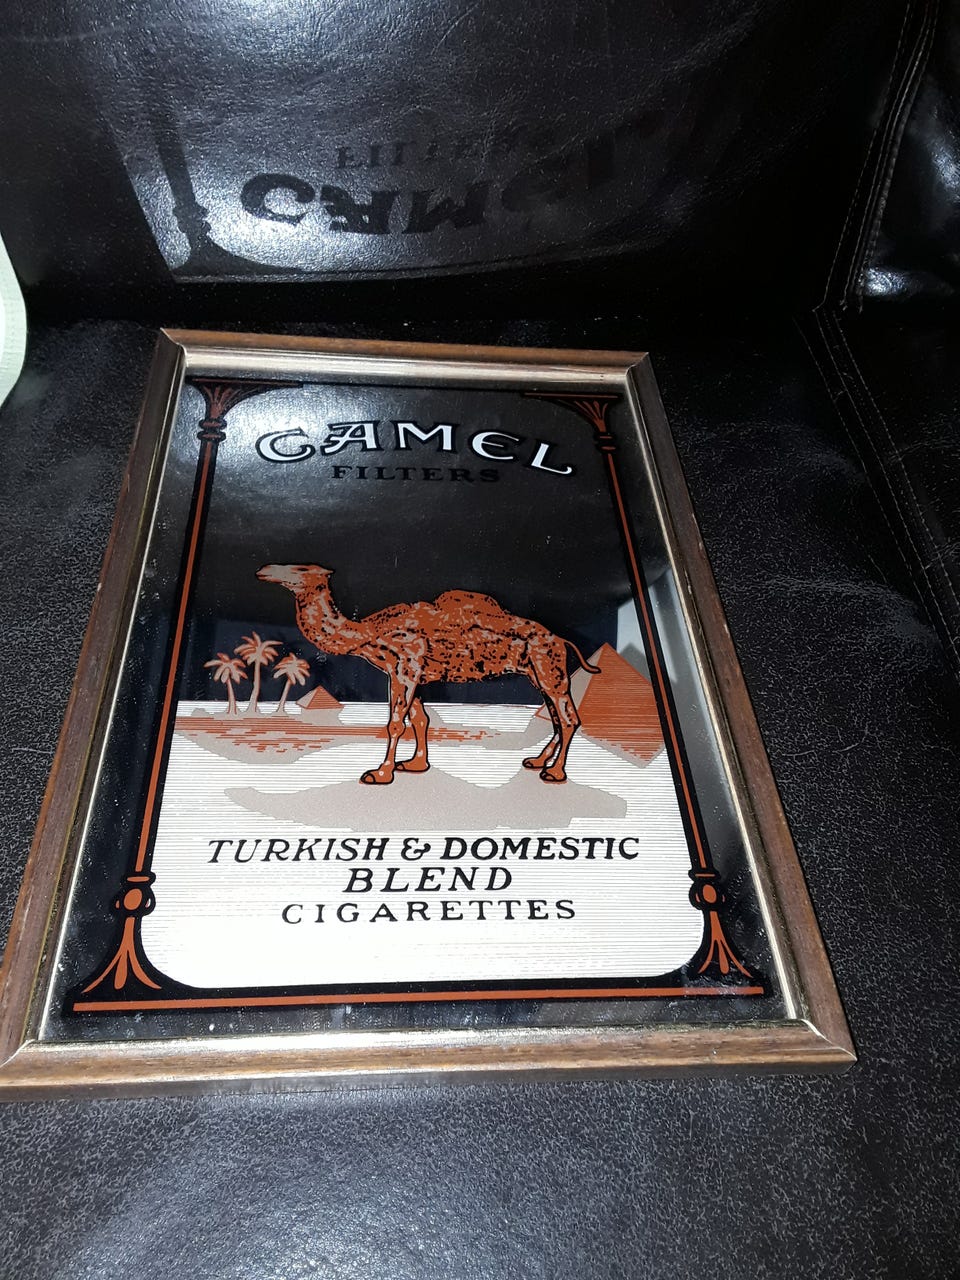 CAMEL
FILTERS
TURKISH & DOMESTIC
BLEND
CIGARETTES